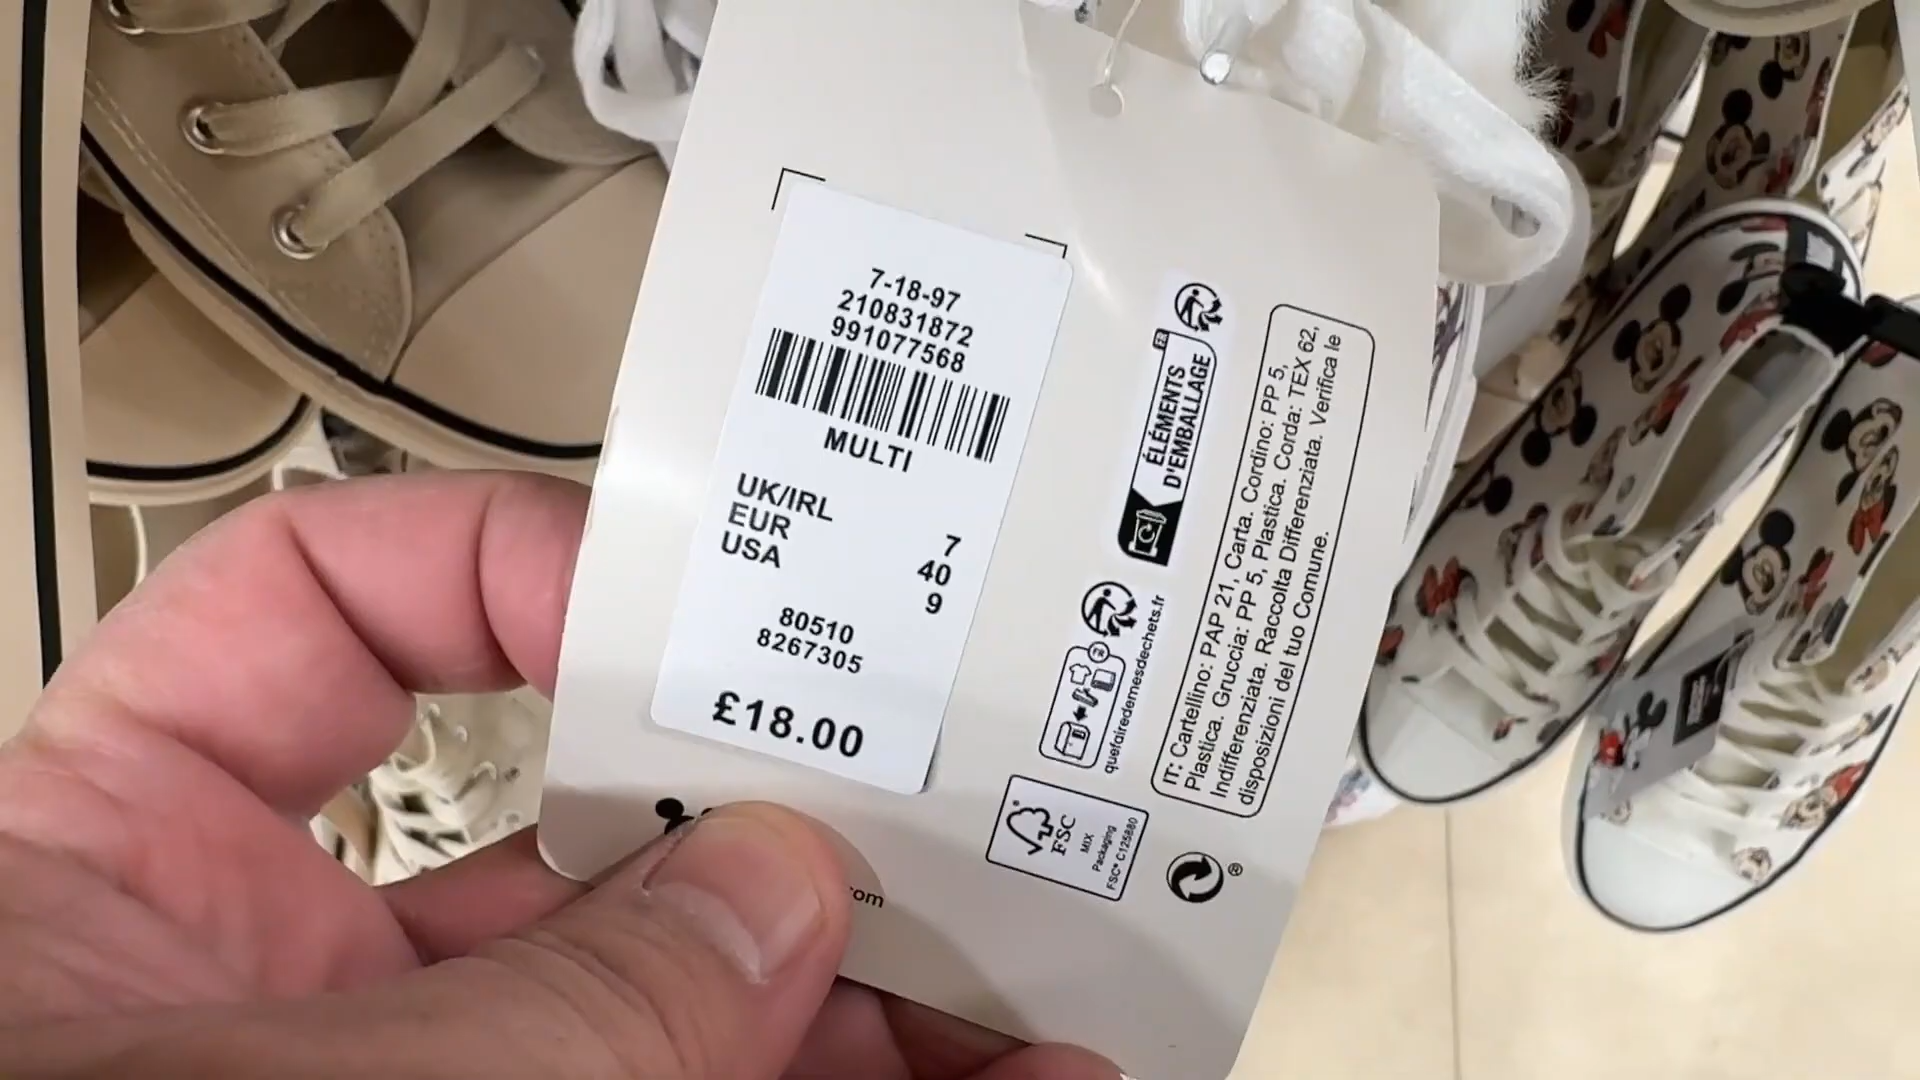 7-18-97
210831872
991077568
MULTI
UK/IRL 7
EUR 40
USA 9
80510
8267305
£18.00
om
ÉLÉMENTS
D'EMBALLAGE
FR
quefairedemesdechets.fr
IT: Cartellino: PAP 21, Carta. Cordino: PP 5,
Plastica. Gruccia: PP 5, Plastica. Corda: TEX 62,
Indifferenziata. Raccolta Differenziata. Verifica le
disposizioni del tuo Comune.
FSC
MIX
Packaging
FSC® C125880
®